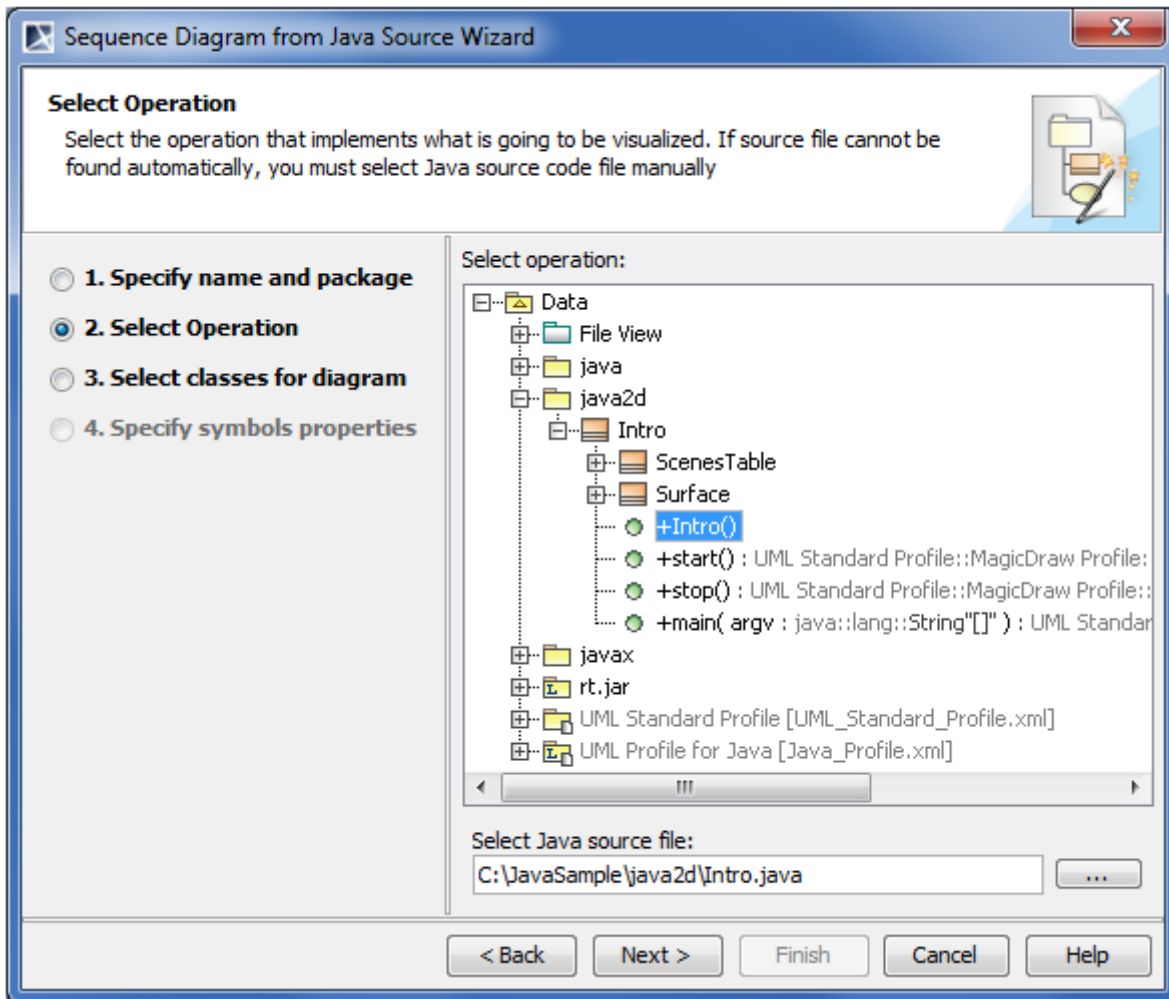 Sequence Diagram from Java Source Wizard
x
Select Operation
Select the operation that implements what is going to be visualized. If source file cannot be
found automatically, you must select Java source code file manually
1. Specify name and package
2. Select Operation
3. Select classes for diagram
4. Specify symbols properties
Select operation:
Data
File View
java
java2d
Intro
ScenesTable
Surface
+Intro()
+start() : UML Standard Profile::MagicDraw Profile:
+stop() : UML Standard Profile::MagicDraw Profile::
+main( argv : java::lang::String"[]" ) : UML Standar
javax
rt.jar
UML Standard Profile [UML_Standard_Profile.xml]
UML Profile for Java [Java_Profile.xml]
Select Java source file:
C:\JavaSample\java2d\Intro.java
...
< Back
Next >
Finish
Cancel
Help